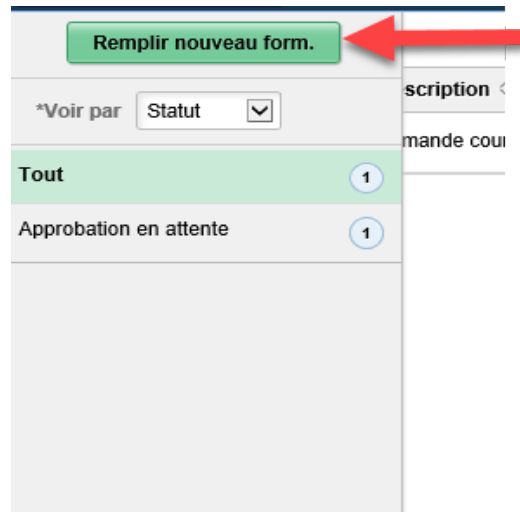 Remplir nouveau form.
*Voir par Statut
scription
mande cour
Tout 1
Approbation en attente 1